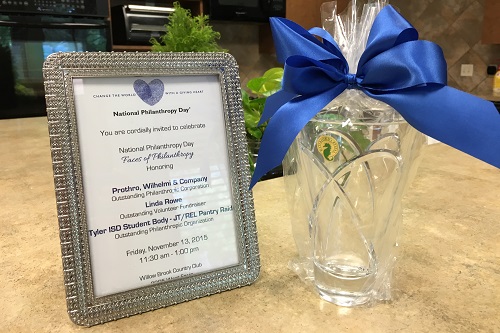 CHANGE THE WORLD WITH A GIVING HEART
National Philanthropy Day®
You are cordially invited to celebrate
National Philanthropy Day
Faces of Philanthropy
Honoring
Prothro, Wilhelmi & Company
Outstanding Philanthropic Corporation
Linda Rowe
Outstanding Volunteer Fundraiser
Tyler ISD Student Body - JT/REL Pantry Raid
Outstanding Philanthropic Organization
Friday, November 13, 2015
11:30 am - 1:00 pm
Willow Brook Country Club